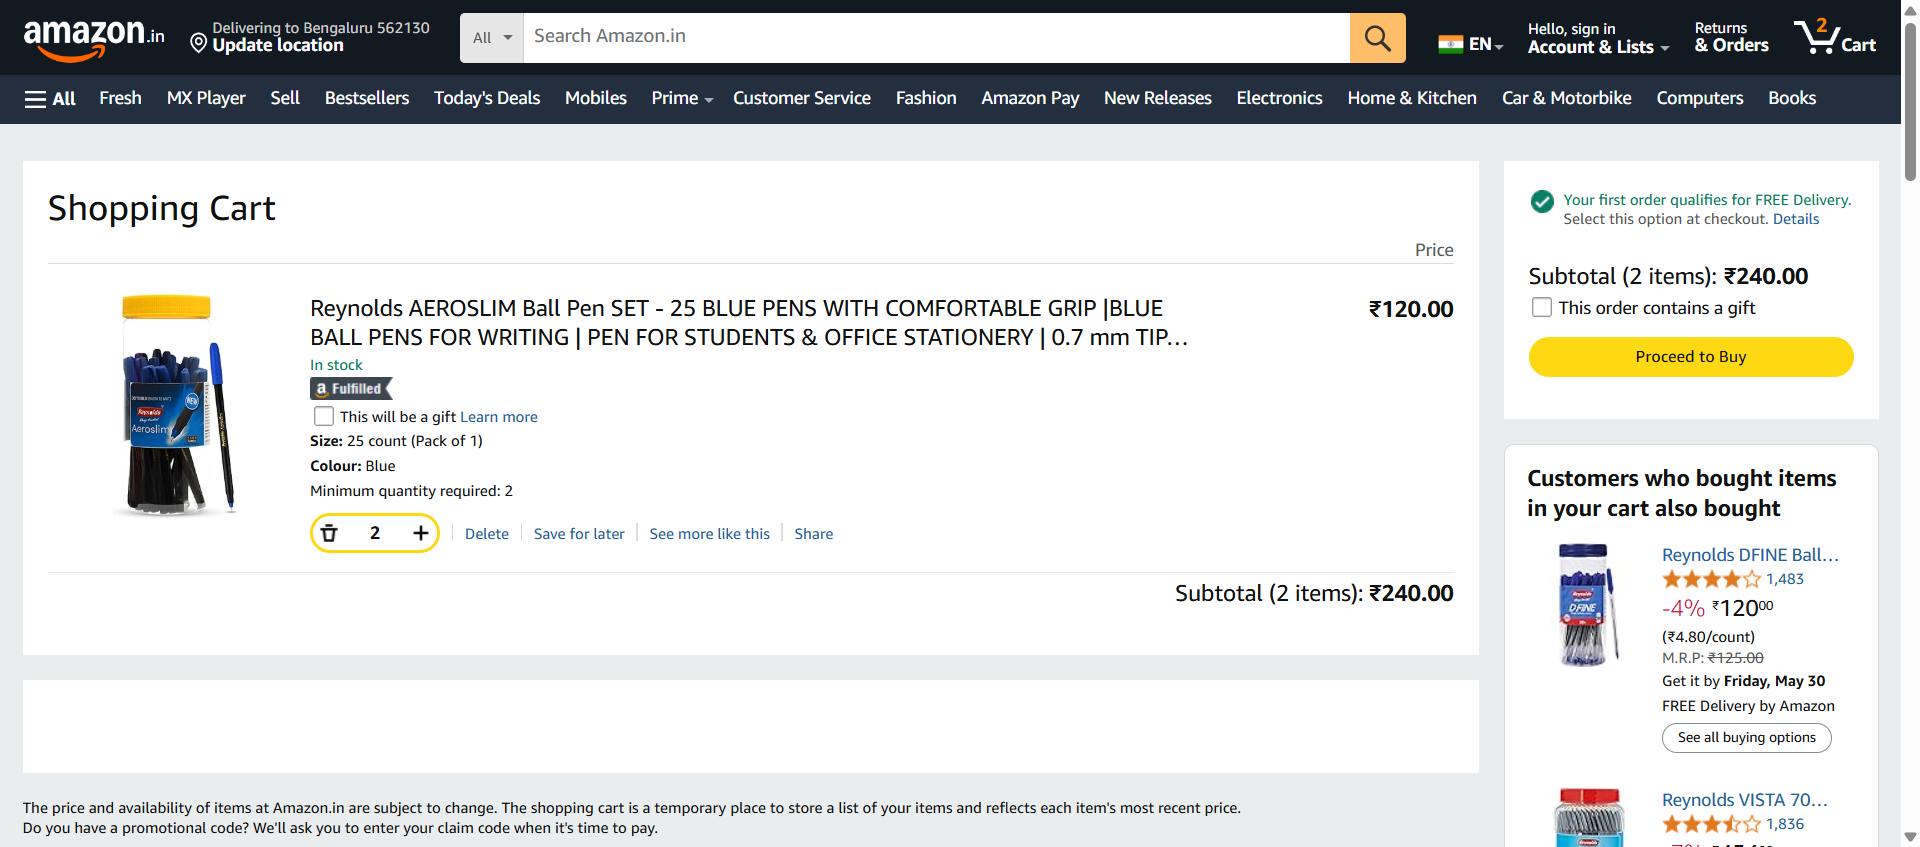 amazon.in
Delivering to Bengaluru 562130
Update location
All
Search Amazon.in
EN
Hello, sign in
Account & Lists
Returns
& Orders
2
Cart
All
Fresh
MX Player
Sell
Bestsellers
Today's Deals
Mobiles
Prime
Customer Service
Fashion
Amazon Pay
New Releases
Electronics
Home & Kitchen
Car & Motorbike
Computers
Books
Shopping Cart
Price
Reynolds AEROSLIM Ball Pen SET - 25 BLUE PENS WITH COMFORTABLE GRIP |BLUE
BALL PENS FOR WRITING | PEN FOR STUDENTS & OFFICE STATIONERY | 0.7 mm TIP…
₹120.00
In stock
a Fulfilled
This will be a gift Learn more
Size: 25 count (Pack of 1)
Colour: Blue
Minimum quantity required: 2
2
Delete
Save for later
See more like this
Share
Reynolds
Aeroslim
NEW
Subtotal (2 items): ₹240.00
The price and availability of items at Amazon.in are subject to change. The shopping cart is a temporary place to store a list of your items and reflects each item's most recent price.
Do you have a promotional code? We'll ask you to enter your claim code when it's time to pay.
Your first order qualifies for FREE Delivery.
Select this option at checkout. Details
Subtotal (2 items): ₹240.00
This order contains a gift
Proceed to Buy
Customers who bought items
in your cart also bought
Reynolds
DFINE
Reynolds DFINE Ball…
1,483
-4% ₹12000
(₹4.80/count)
M.R.P: ₹125.00
Get it by Friday, May 30
FREE Delivery by Amazon
See all buying options
Reynolds VISTA 70…
1,836